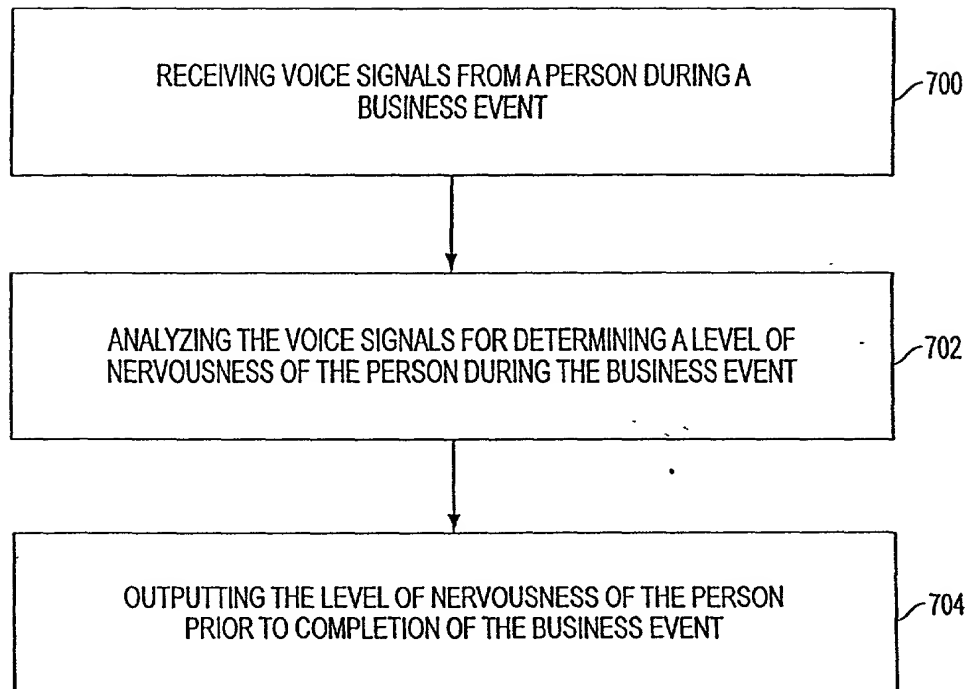 RECEIVING VOICE SIGNALS FROM A PERSON DURING A
BUSINESS EVENT
700
ANALYZING THE VOICE SIGNALS FOR DETERMINING A LEVEL OF
NERVOUSNESS OF THE PERSON DURING THE BUSINESS EVENT
702
OUTPUTTING THE LEVEL OF NERVOUSNESS OF THE PERSON
PRIOR TO COMPLETION OF THE BUSINESS EVENT
704